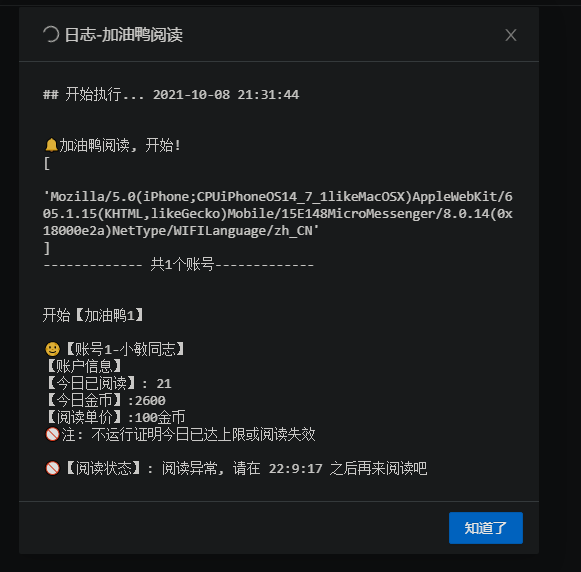 日志-加油鸭阅读
## 开始执行... 2021-10-08 21:31:44
🔔加油鸭阅读, 开始!
[
'Mozilla/5.0(iPhone;CPUiPhoneOS14_7_1likeMacOSX)AppleWebKit/6
05.1.15(KHTML,likeGecko)Mobile/15E148MicroMessenger/8.0.14(0x
18000e2a)NetType/WIFILanguage/zh_CN'
]
------------- 共1个账号-------------
开始【加油鸭1】
🙂【账号1-小敏同志】
【账户信息】
【今日已阅读】: 21
【今日金币】:2600
【阅读单价】:100金币
🚫注: 不运行证明今日已达上限或阅读失效
🚫【阅读状态】: 阅读异常, 请在 22:9:17 之后再来阅读吧
知道了